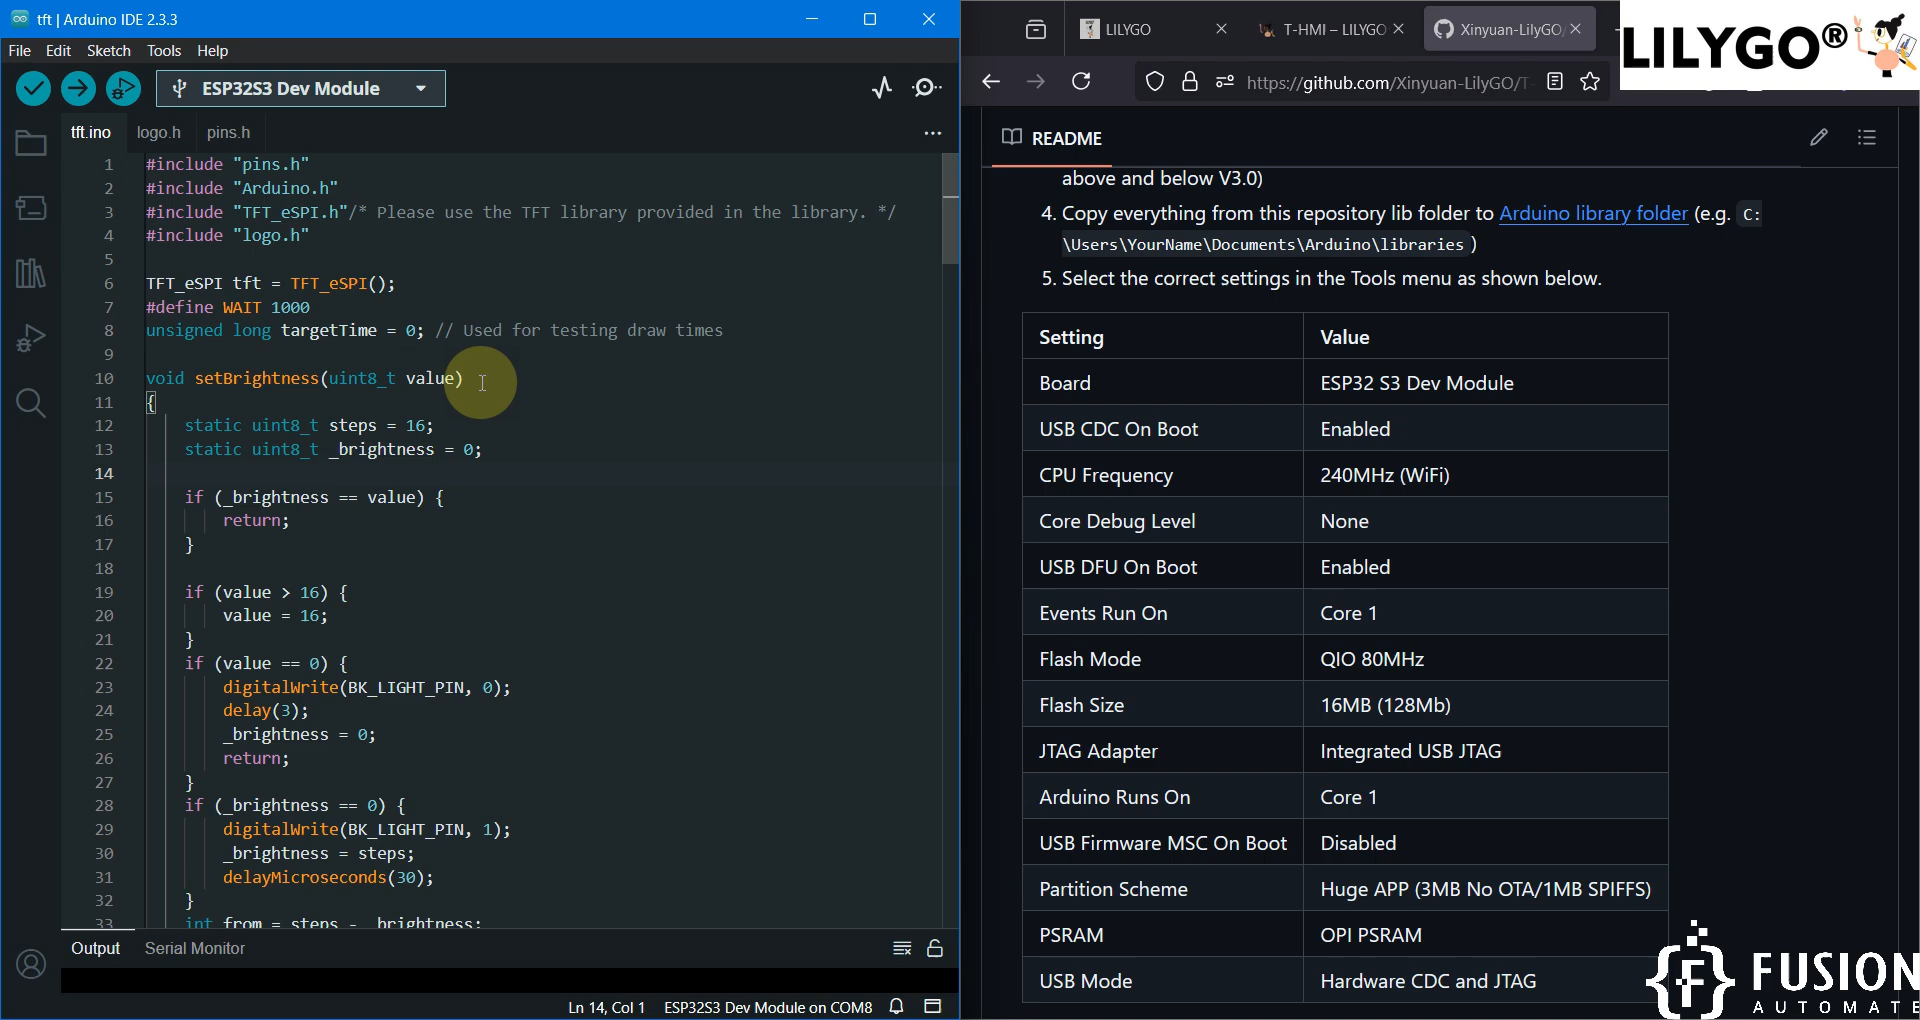 tft | Arduino IDE 2.3.3
File Edit Sketch Tools Help
ESP32S3 Dev Module
tft.ino logo.h pins.h
1 #include "pins.h"
2 #include "Arduino.h"
3 #include "TFT_eSPI.h"/* Please use the TFT library provided in the library. */
4 #include "logo.h"
5
6 TFT_eSPI tft = TFT_eSPI();
7 #define WAIT 1000
8 unsigned long targetTime = 0; // Used for testing draw times
9
10 void setBrightness(uint8_t value)
11 {
12 static uint8_t steps = 16;
13 static uint8_t _brightness = 0;
14
15 if (_brightness == value) {
16 return;
17 }
18
19 if (value > 16) {
20 value = 16;
21 }
22 if (value == 0) {
23 digitalWrite(BK_LIGHT_PIN, 0);
24 delay(3);
25 _brightness = 0;
26 return;
27 }
28 if (_brightness == 0) {
29 digitalWrite(BK_LIGHT_PIN, 1);
30 _brightness = steps;
31 delayMicroseconds(30);
32 }
33 int from = steps - _brightness;
Output Serial Monitor
Ln 14, Col 1 ESP32S3 Dev Module on COM8
LILYGO T-HMI – LILYGO Xinyuan-LilyGO/
LILYGO®
https://github.com/Xinyuan-LilyGO/T-
README
above and below V3.0)
4. Copy everything from this repository lib folder to Arduino library folder (e.g. C:
\Users\YourName\Documents\Arduino\libraries )
5. Select the correct settings in the Tools menu as shown below.
Setting Value
Board ESP32 S3 Dev Module
USB CDC On Boot Enabled
CPU Frequency 240MHz (WiFi)
Core Debug Level None
USB DFU On Boot Enabled
Events Run On Core 1
Flash Mode QIO 80MHz
Flash Size 16MB (128Mb)
JTAG Adapter Integrated USB JTAG
Arduino Runs On Core 1
USB Firmware MSC On Boot Disabled
Partition Scheme Huge APP (3MB No OTA/1MB SPIFFS)
PSRAM OPI PSRAM
USB Mode Hardware CDC and JTAG
{F} FUSION
AUTOMATE